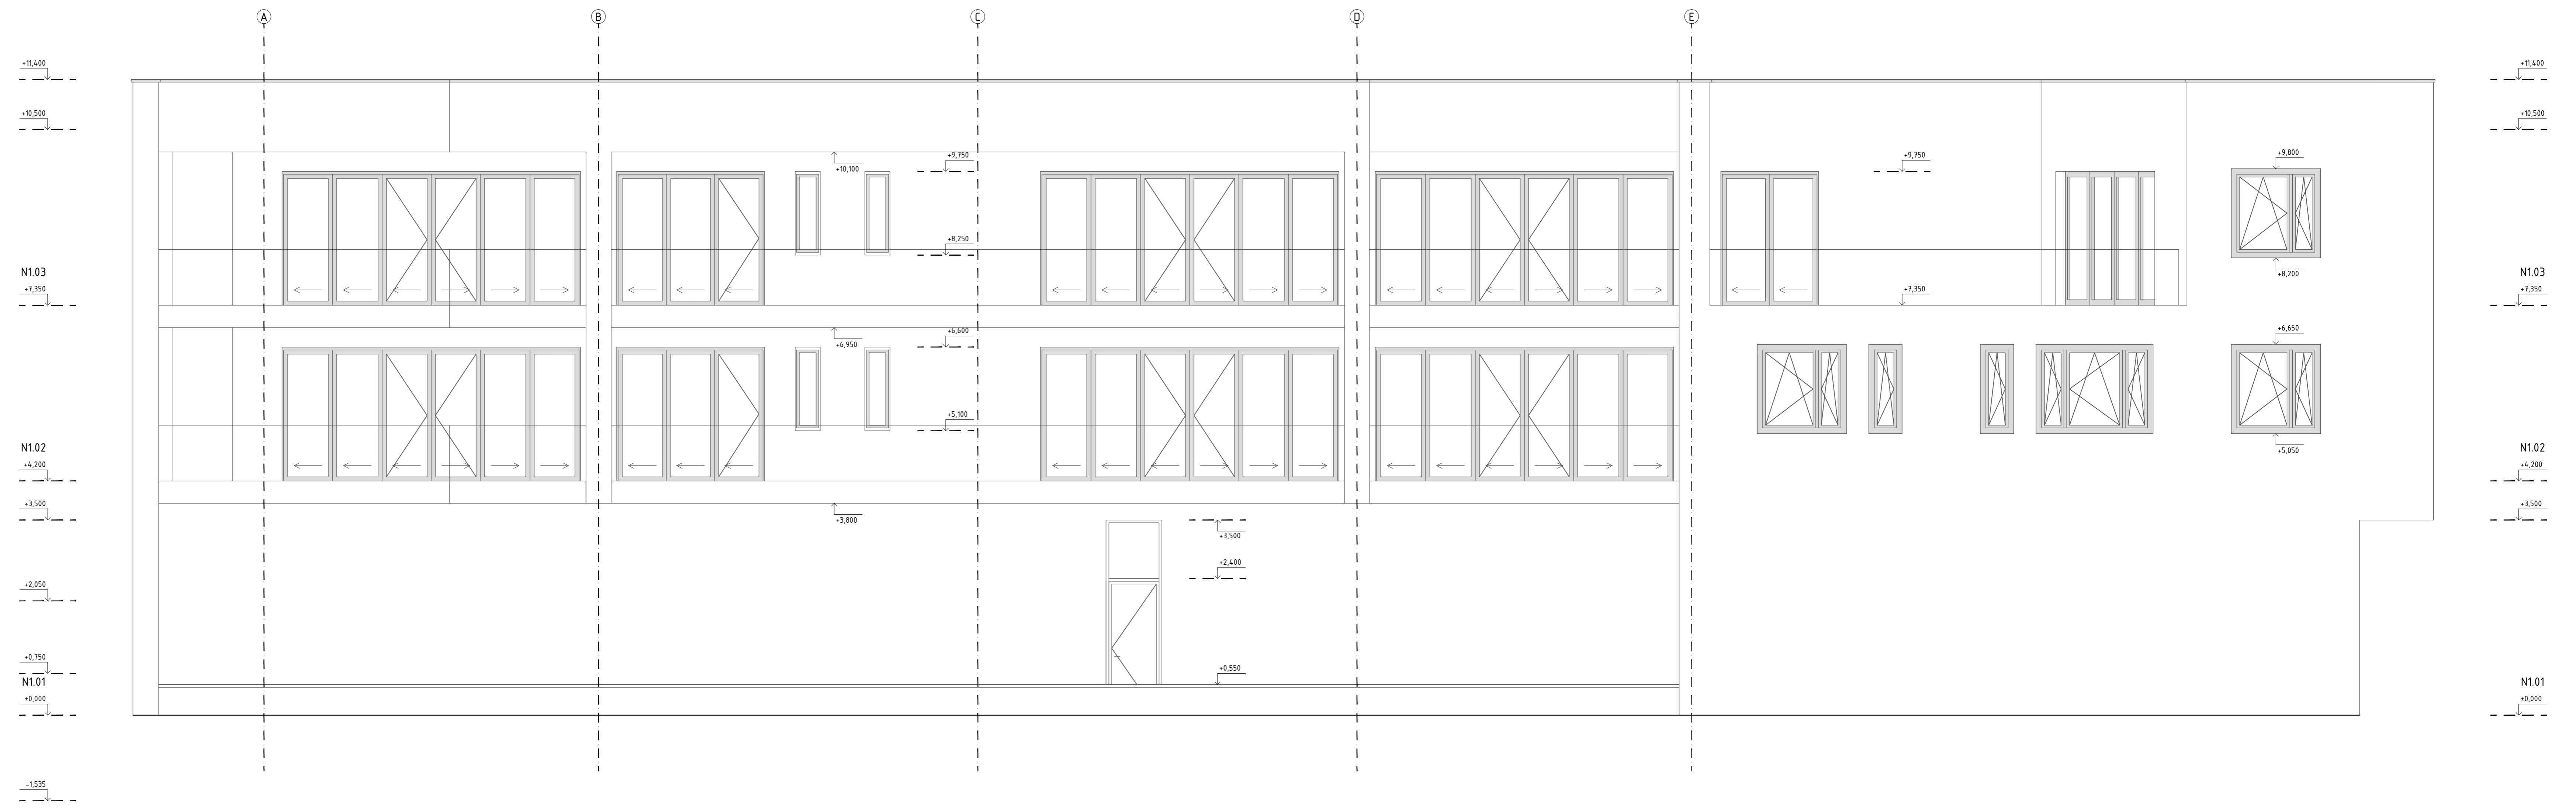 A B C D E
+11,400 +11,400
+10,500 +10,500
+9,750 +9,750 +9,800
+10,100
+8,250
N1.03 +8,200 N1.03
+7,350 +7,350 +7,350
+6,600 +6,650
+6,950
+5,100
N1.02 +5,050 N1.02
+4,200 +4,200
+3,500 +3,500
+3,800
+3,500
+2,400
+2,050
+0,750 +0,550
N1.01 N1.01
±0,000 ±0,000
-1,535